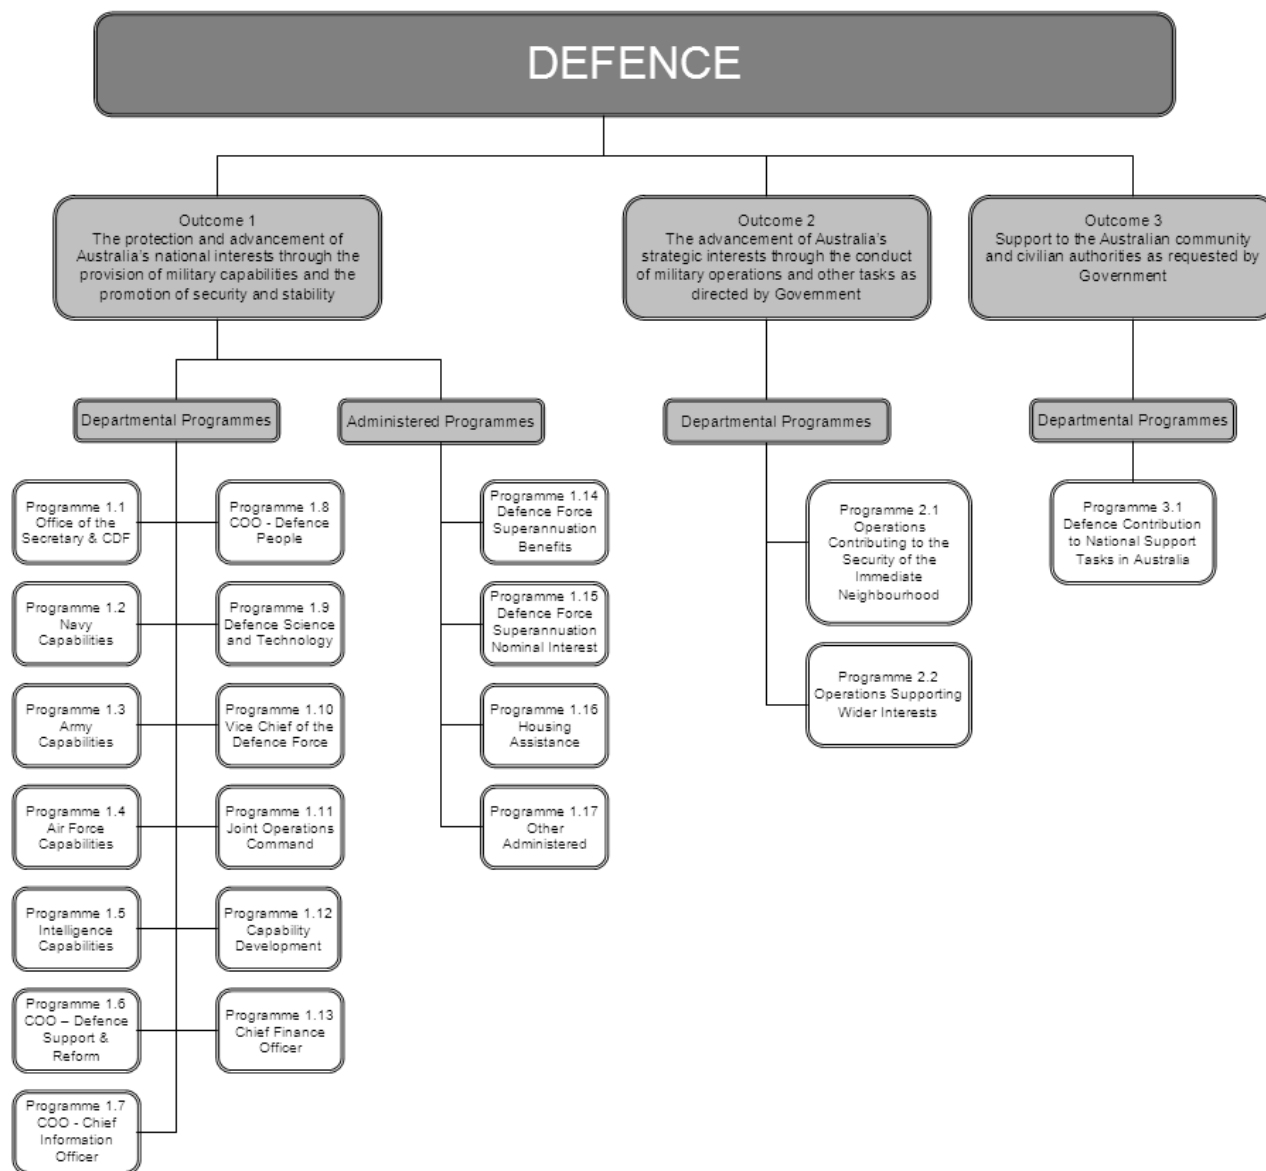 DEFENCE
Outcome 1
The protection and advancement of
Australia's national interests through the
provision of military capabilities and the
promotion of security and stability
Outcome 2
The advancement of Australia's
strategic interests through the conduct
of military operations and other tasks as
directed by Government
Outcome 3
Support to the Australian community
and civilian authorities as requested by
Government
Departmental Programmes
Administered Programmes
Departmental Programmes
Departmental Programmes
Programme 1.1
Office of the
Secretary & CDF
Programme 1.2
Navy
Capabilities
Programme 1.3
Army
Capabilities
Programme 1.4
Air Force
Capabilities
Programme 1.5
Intelligence
Capabilities
Programme 1.6
COO – Defence
Support &
Reform
Programme 1.7
COO - Chief
Information
Officer
Programme 1.8
COO - Defence
People
Programme 1.9
Defence Science
and Technology
Programme 1.10
Vice Chief of the
Defence Force
Programme 1.11
Joint Operations
Command
Programme 1.12
Capability
Development
Programme 1.13
Chief Finance
Officer
Programme 1.14
Defence Force
Superannuation
Benefits
Programme 1.15
Defence Force
Superannuation
Nominal Interest
Programme 1.16
Housing
Assistance
Programme 1.17
Other
Administered
Programme 2.1
Operations
Contributing to the
Security of the
Immediate
Neighbourhood
Programme 2.2
Operations Supporting
Wider Interests
Programme 3.1
Defence Contribution
to National Support
Tasks in Australia